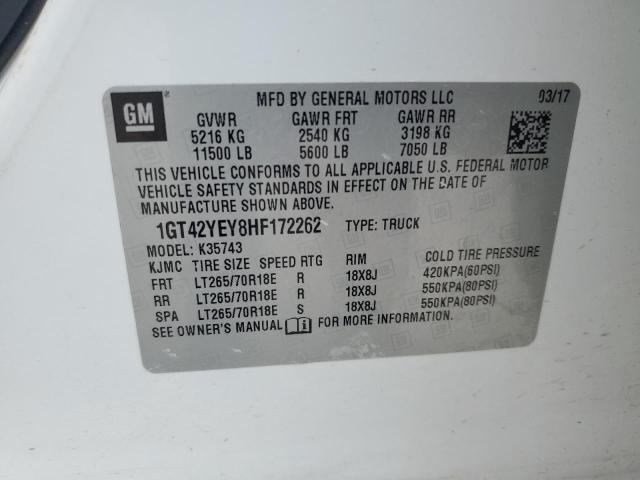 GM
MFD BY GENERAL MOTORS LLC 03/17
GVWR GAWR FRT GAWR RR
5216 KG 2540 KG 3198 KG
11500 LB 5600 LB 7050 LB
THIS VEHICLE CONFORMS TO ALL APPLICABLE U.S. FEDERAL MOTOR
VEHICLE SAFETY STANDARDS IN EFFECT ON THE DATE OF
MANUFACTURE SHOWN ABOVE.
1GT42YEY8HF172262 TYPE: TRUCK
MODEL: K35743
KJMC TIRE SIZE SPEED RTG RIM COLD TIRE PRESSURE
FRT LT265/70R18E R 18X8J 420KPA(60PSI)
RR LT265/70R18E R 18X8J 550KPA(80PSI)
SPA LT265/70R18E S 18X8J 550KPA(80PSI)
SEE OWNER'S MANUAL FOR MORE INFORMATION.